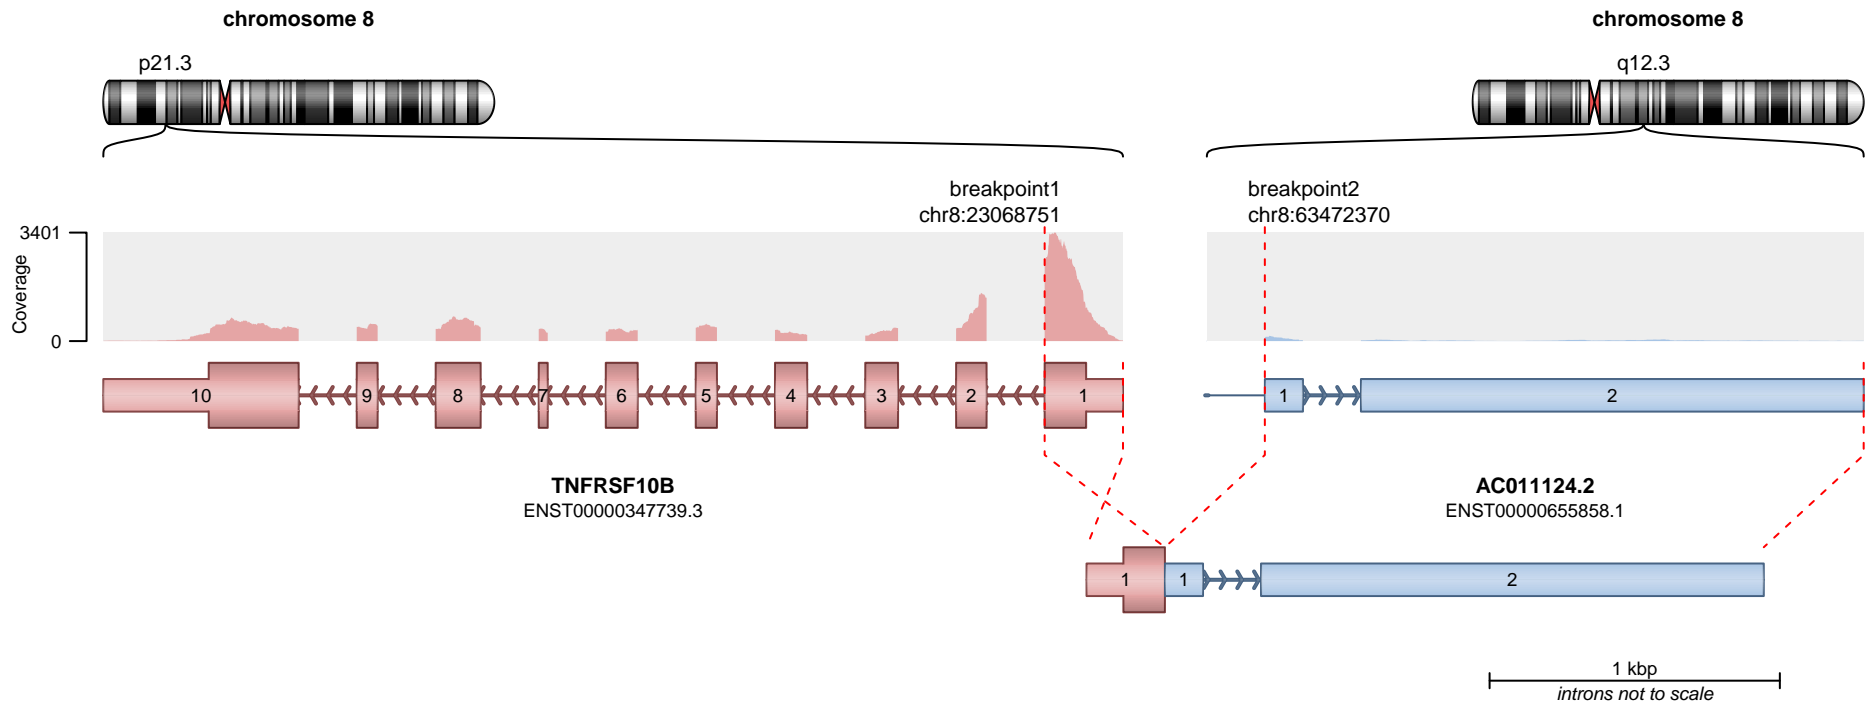 chromosome 8
chromosome 8
p21.3
q12.3
breakpoint1
chr8:23068751
breakpoint2
chr8:63472370
3401
Coverage
0
10 9 8 7 6 5 4 3 2 1
1 2
TNFRSF10B
ENST00000347739.3
AC011124.2
ENST00000655858.1
1 1 2
1 kbp
introns not to scale